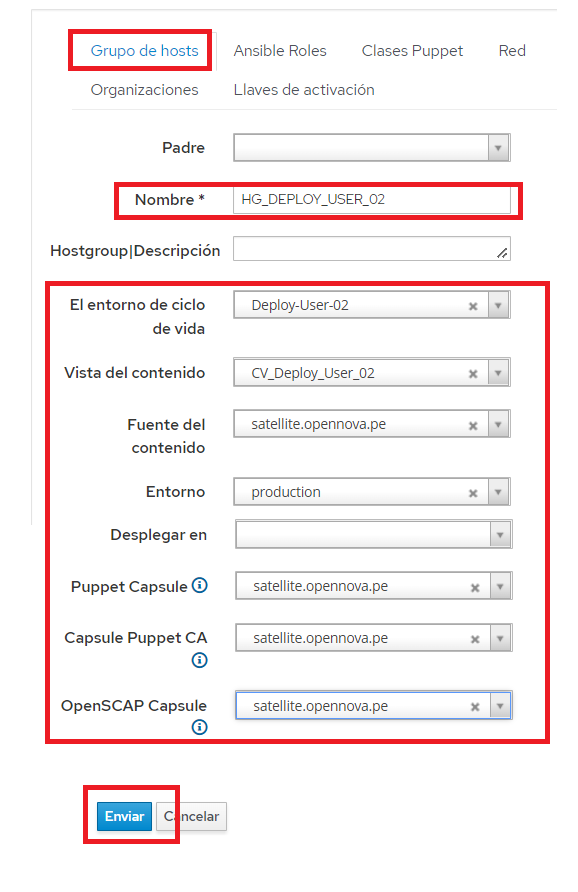 Grupo de hosts Ansible Roles Clases Puppet Red
Organizaciones Llaves de activación
Padre
Nombre * HG_DEPLOY_USER_02
Hostgroup|Descripción
El entorno de ciclo Deploy-User-02
de vida
Vista del contenido CV_Deploy_User_02
Fuente del satellite.opennova.pe
contenido
Entorno production
Desplegar en
Puppet Capsule satellite.opennova.pe
Capsule Puppet CA satellite.opennova.pe
OpenSCAP Capsule satellite.opennova.pe
Enviar Cancelar